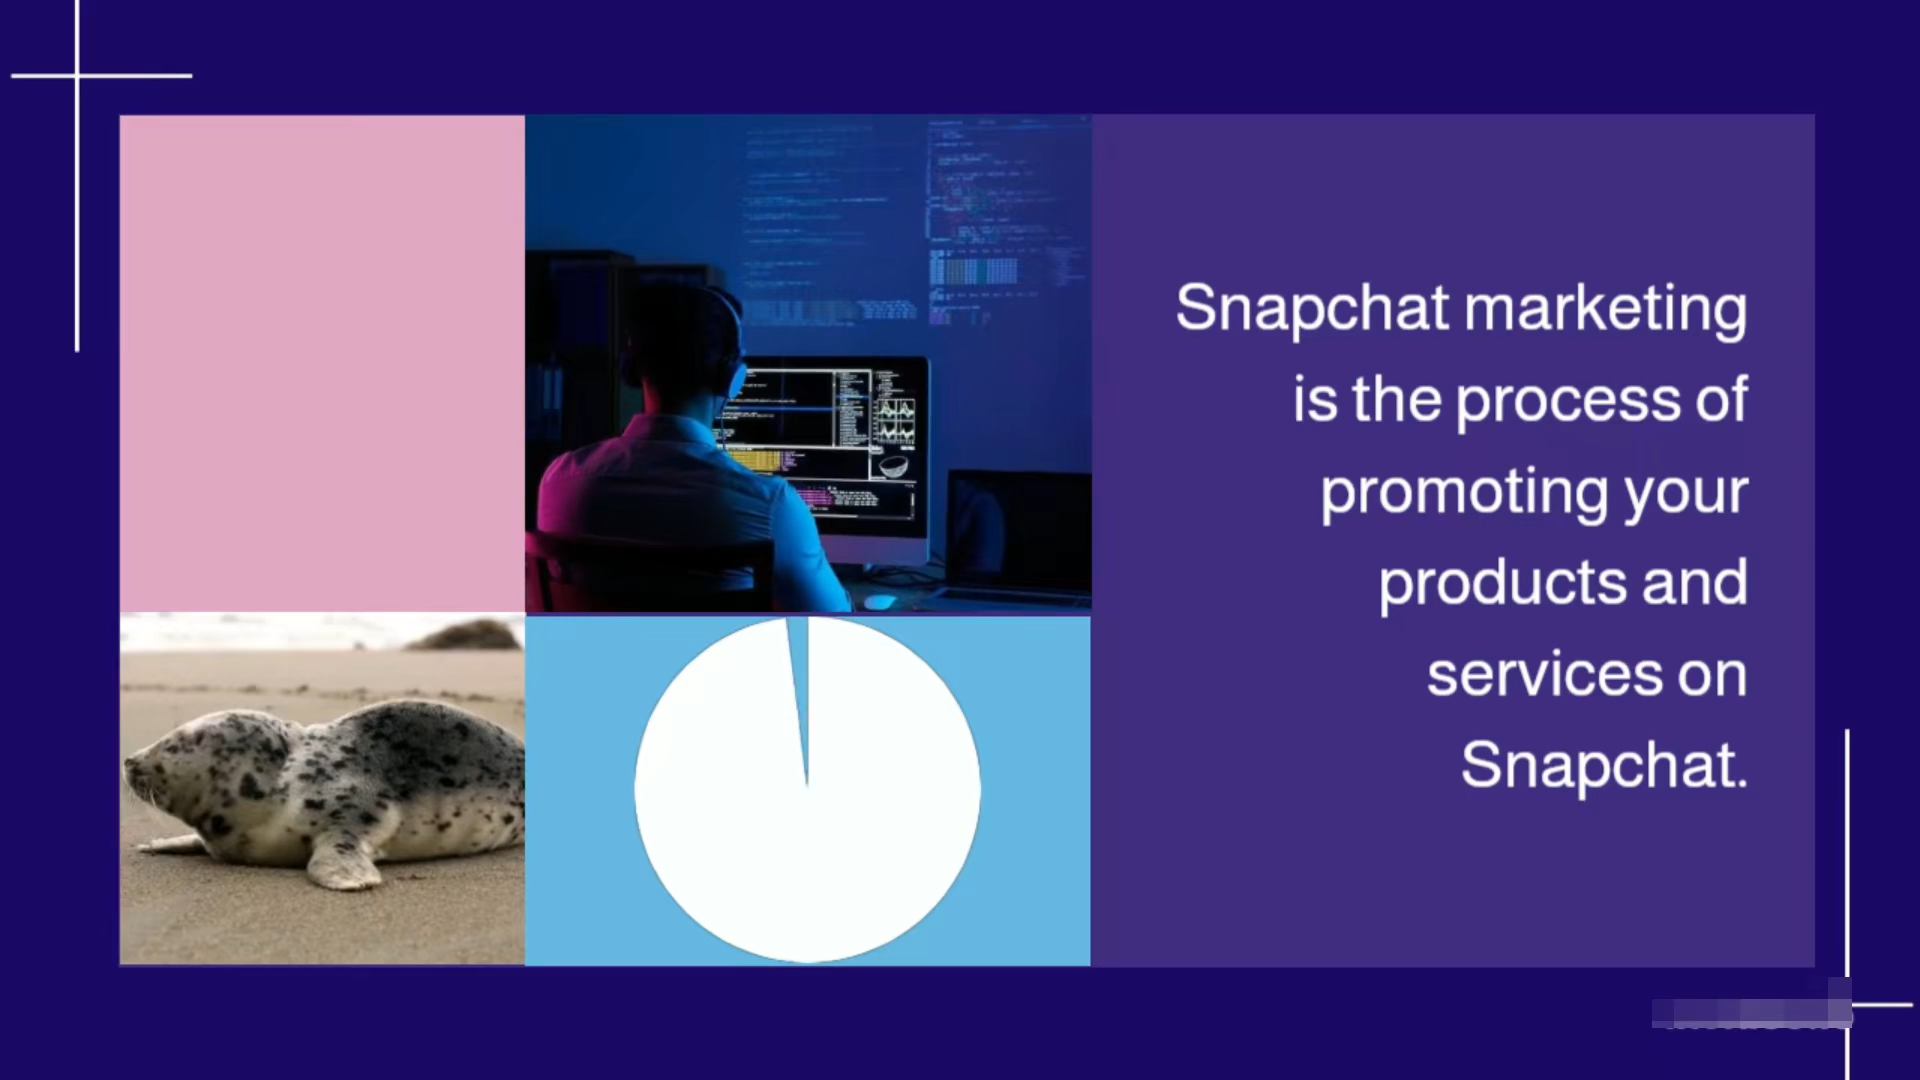 Snapchat marketing
is the process of
promoting your
products and
services on
Snapchat.